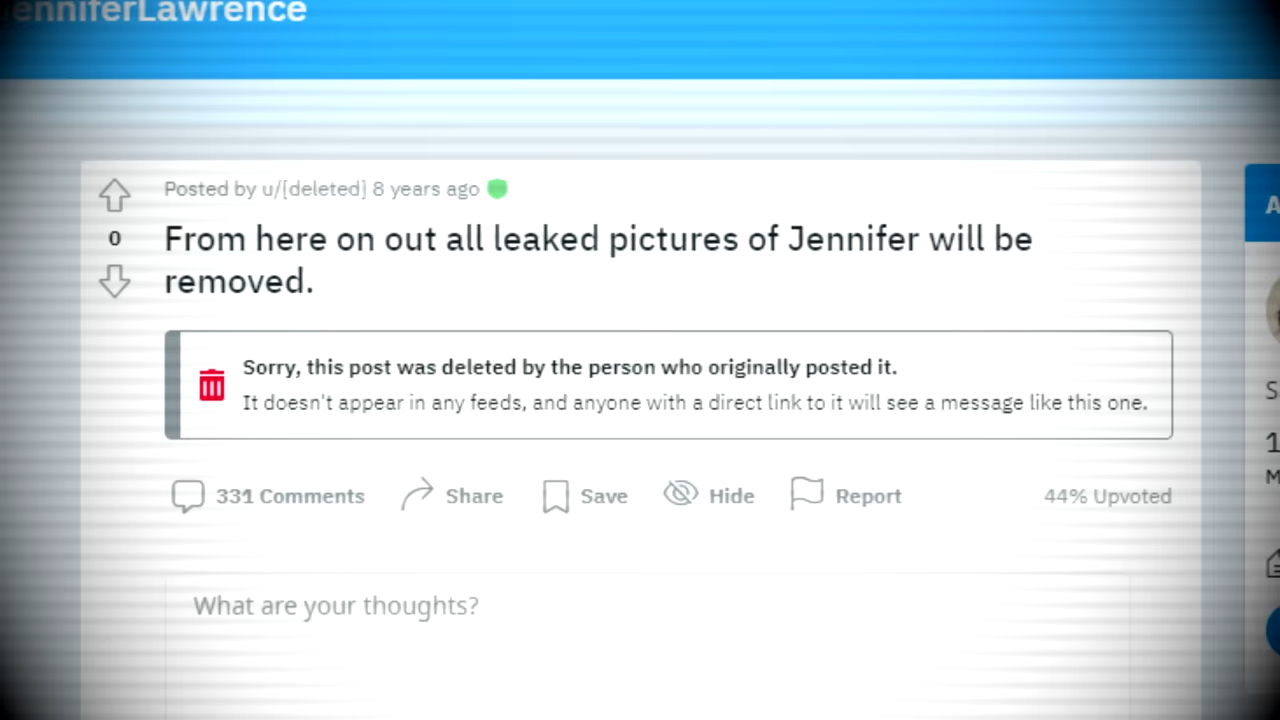 JenniferLawrence
Posted by u/[deleted] 8 years ago
0
From here on out all leaked pictures of Jennifer will be
removed.
Sorry, this post was deleted by the person who originally posted it.
It doesn't appear in any feeds, and anyone with a direct link to it will see a message like this one.
331 Comments
Share
Save
Hide
Report
44% Upvoted
What are your thoughts?
A
S
1
M